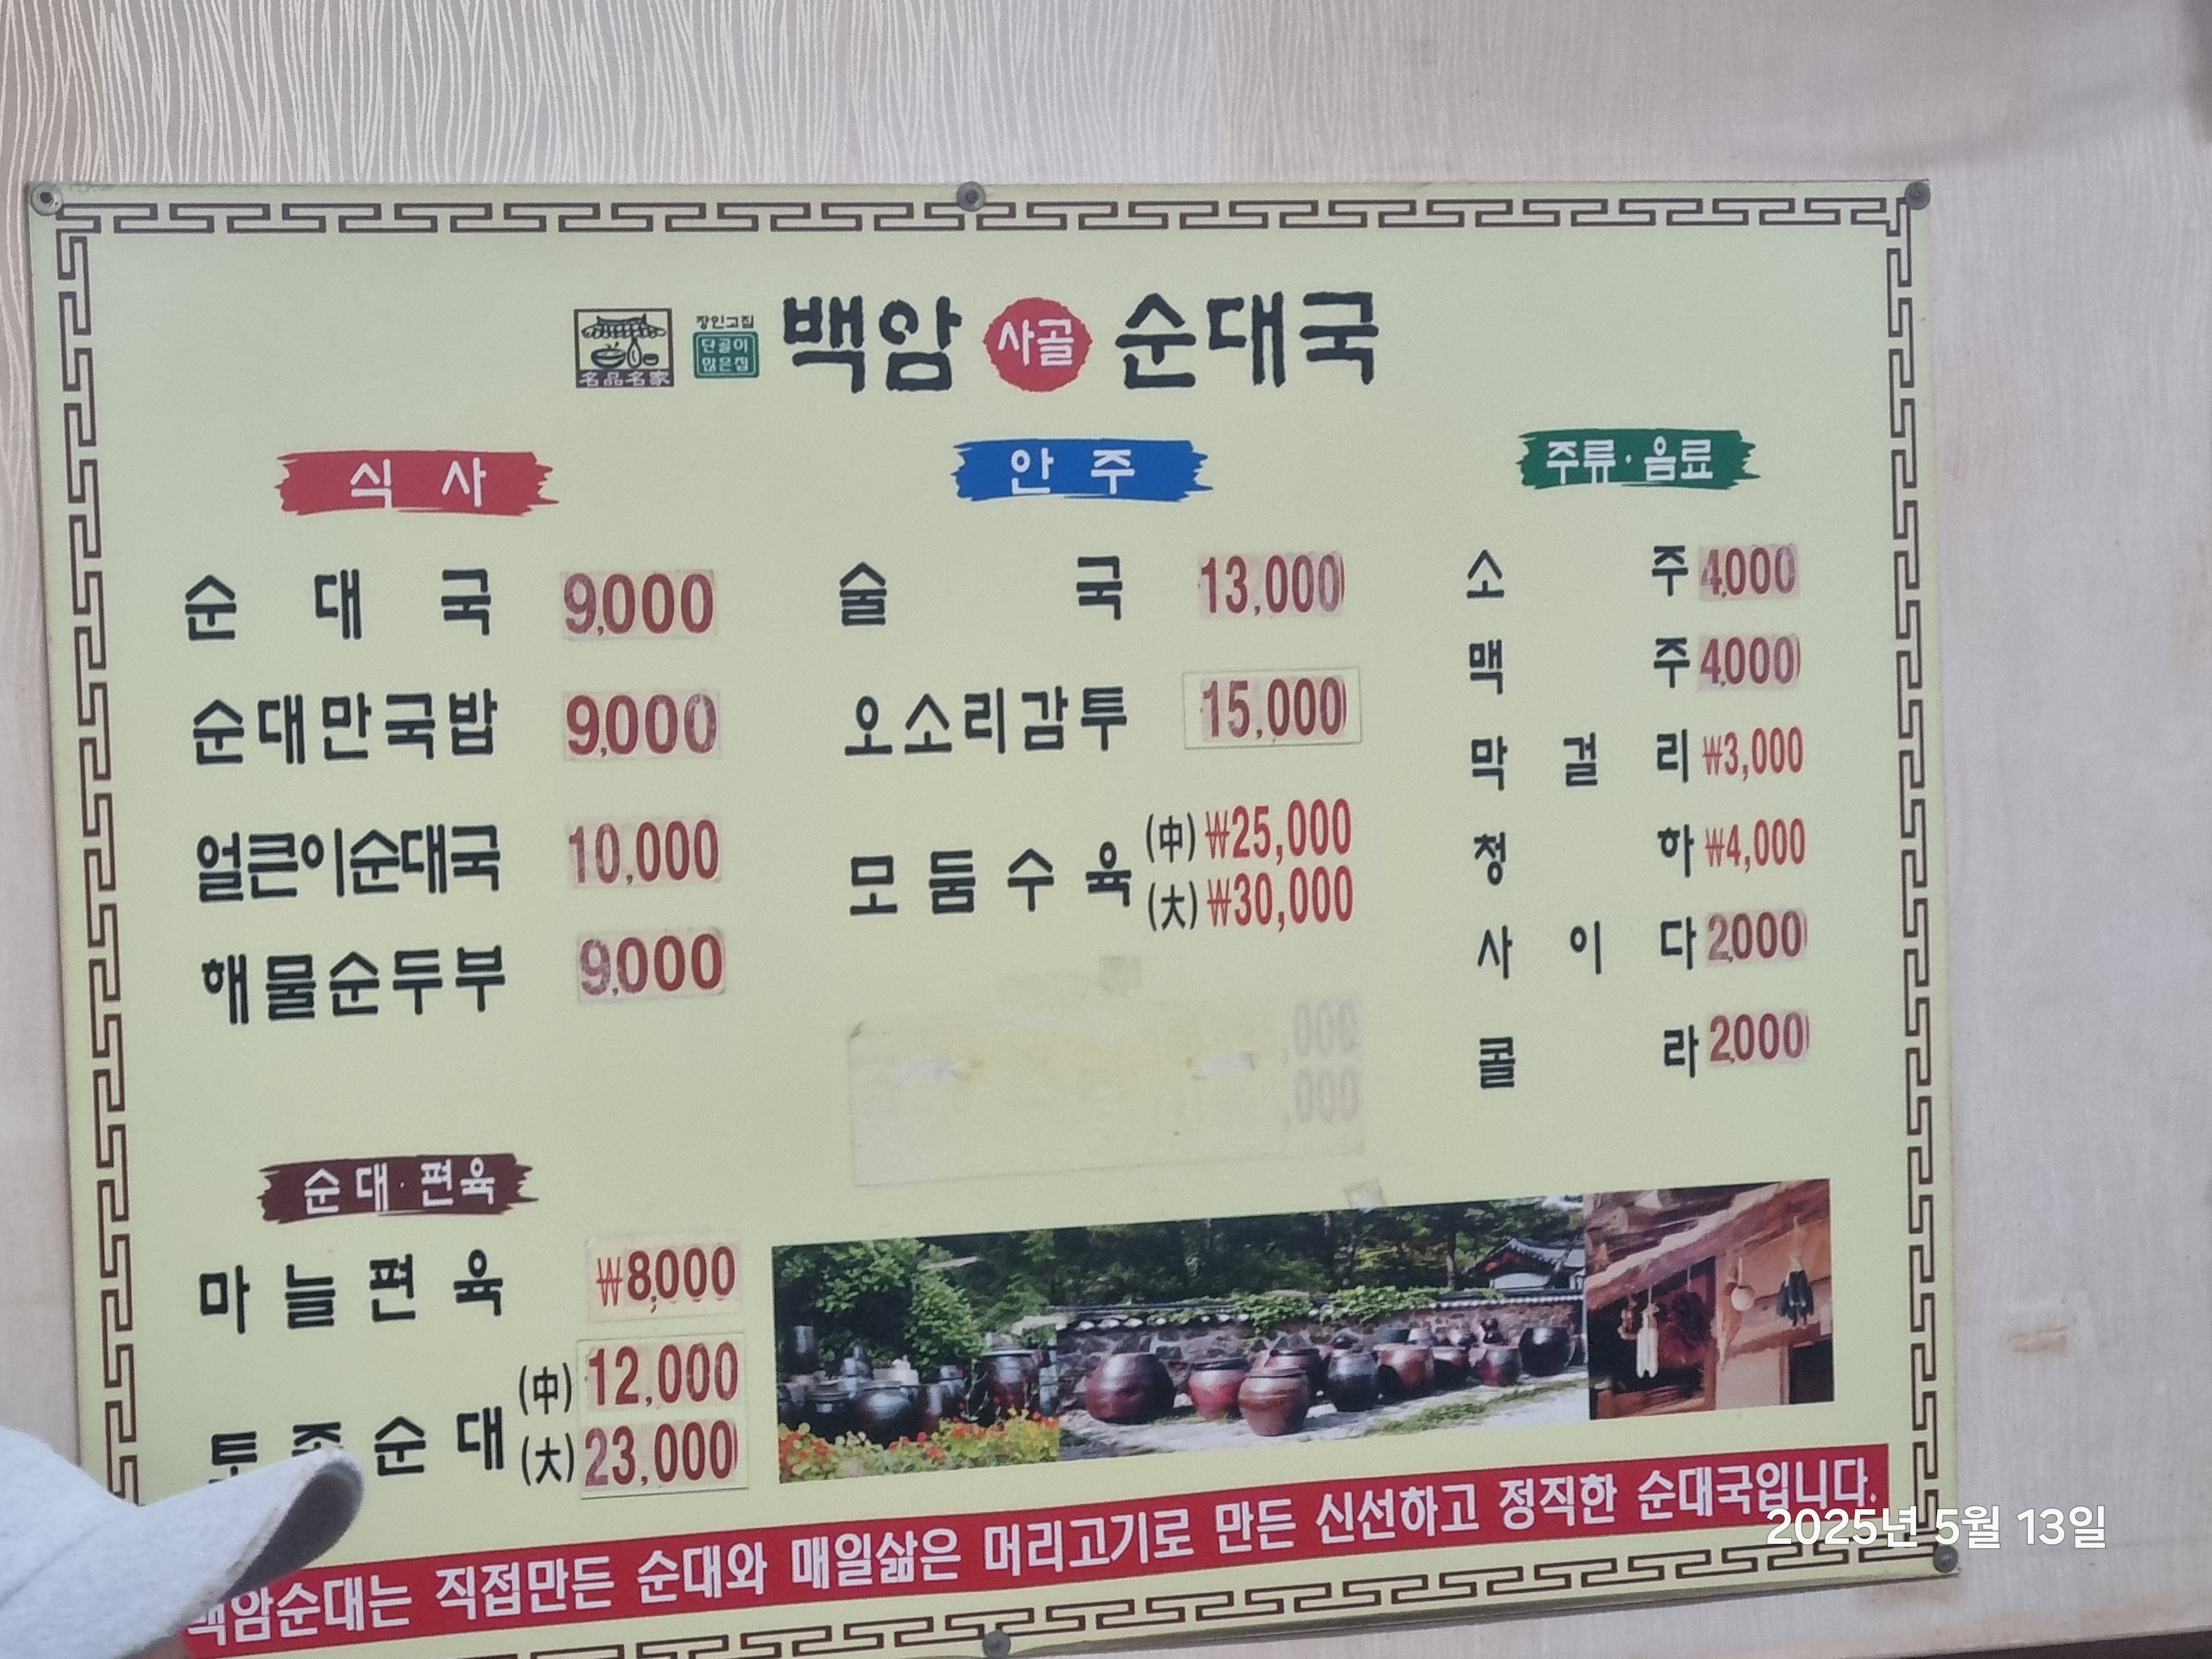 名品名家
장인고집
단골이
많은집
백암 사골 순대국
식사
순대국 9,000
순대만국밥 9,000
얼큰이순대국 10,000
해물순두부 9,000
순대·편육
마늘편육 ₩8,000
순대 (中) 12,000
(大) 23,000
안주
술국 13,000
오소리감투 15,000
모둠수육 (中) ₩25,000
(大) ₩30,000
,000
,000
주류·음료
소주 4,000
맥주 4,000
막걸리 ₩3,000
청하 ₩4,000
사이다 2,000
콜라 2,000
백암순대는 직접만든 순대와 매일삶은 머리고기로 만든 신선하고 정직한 순대국입니다.
2025년 5월 13일